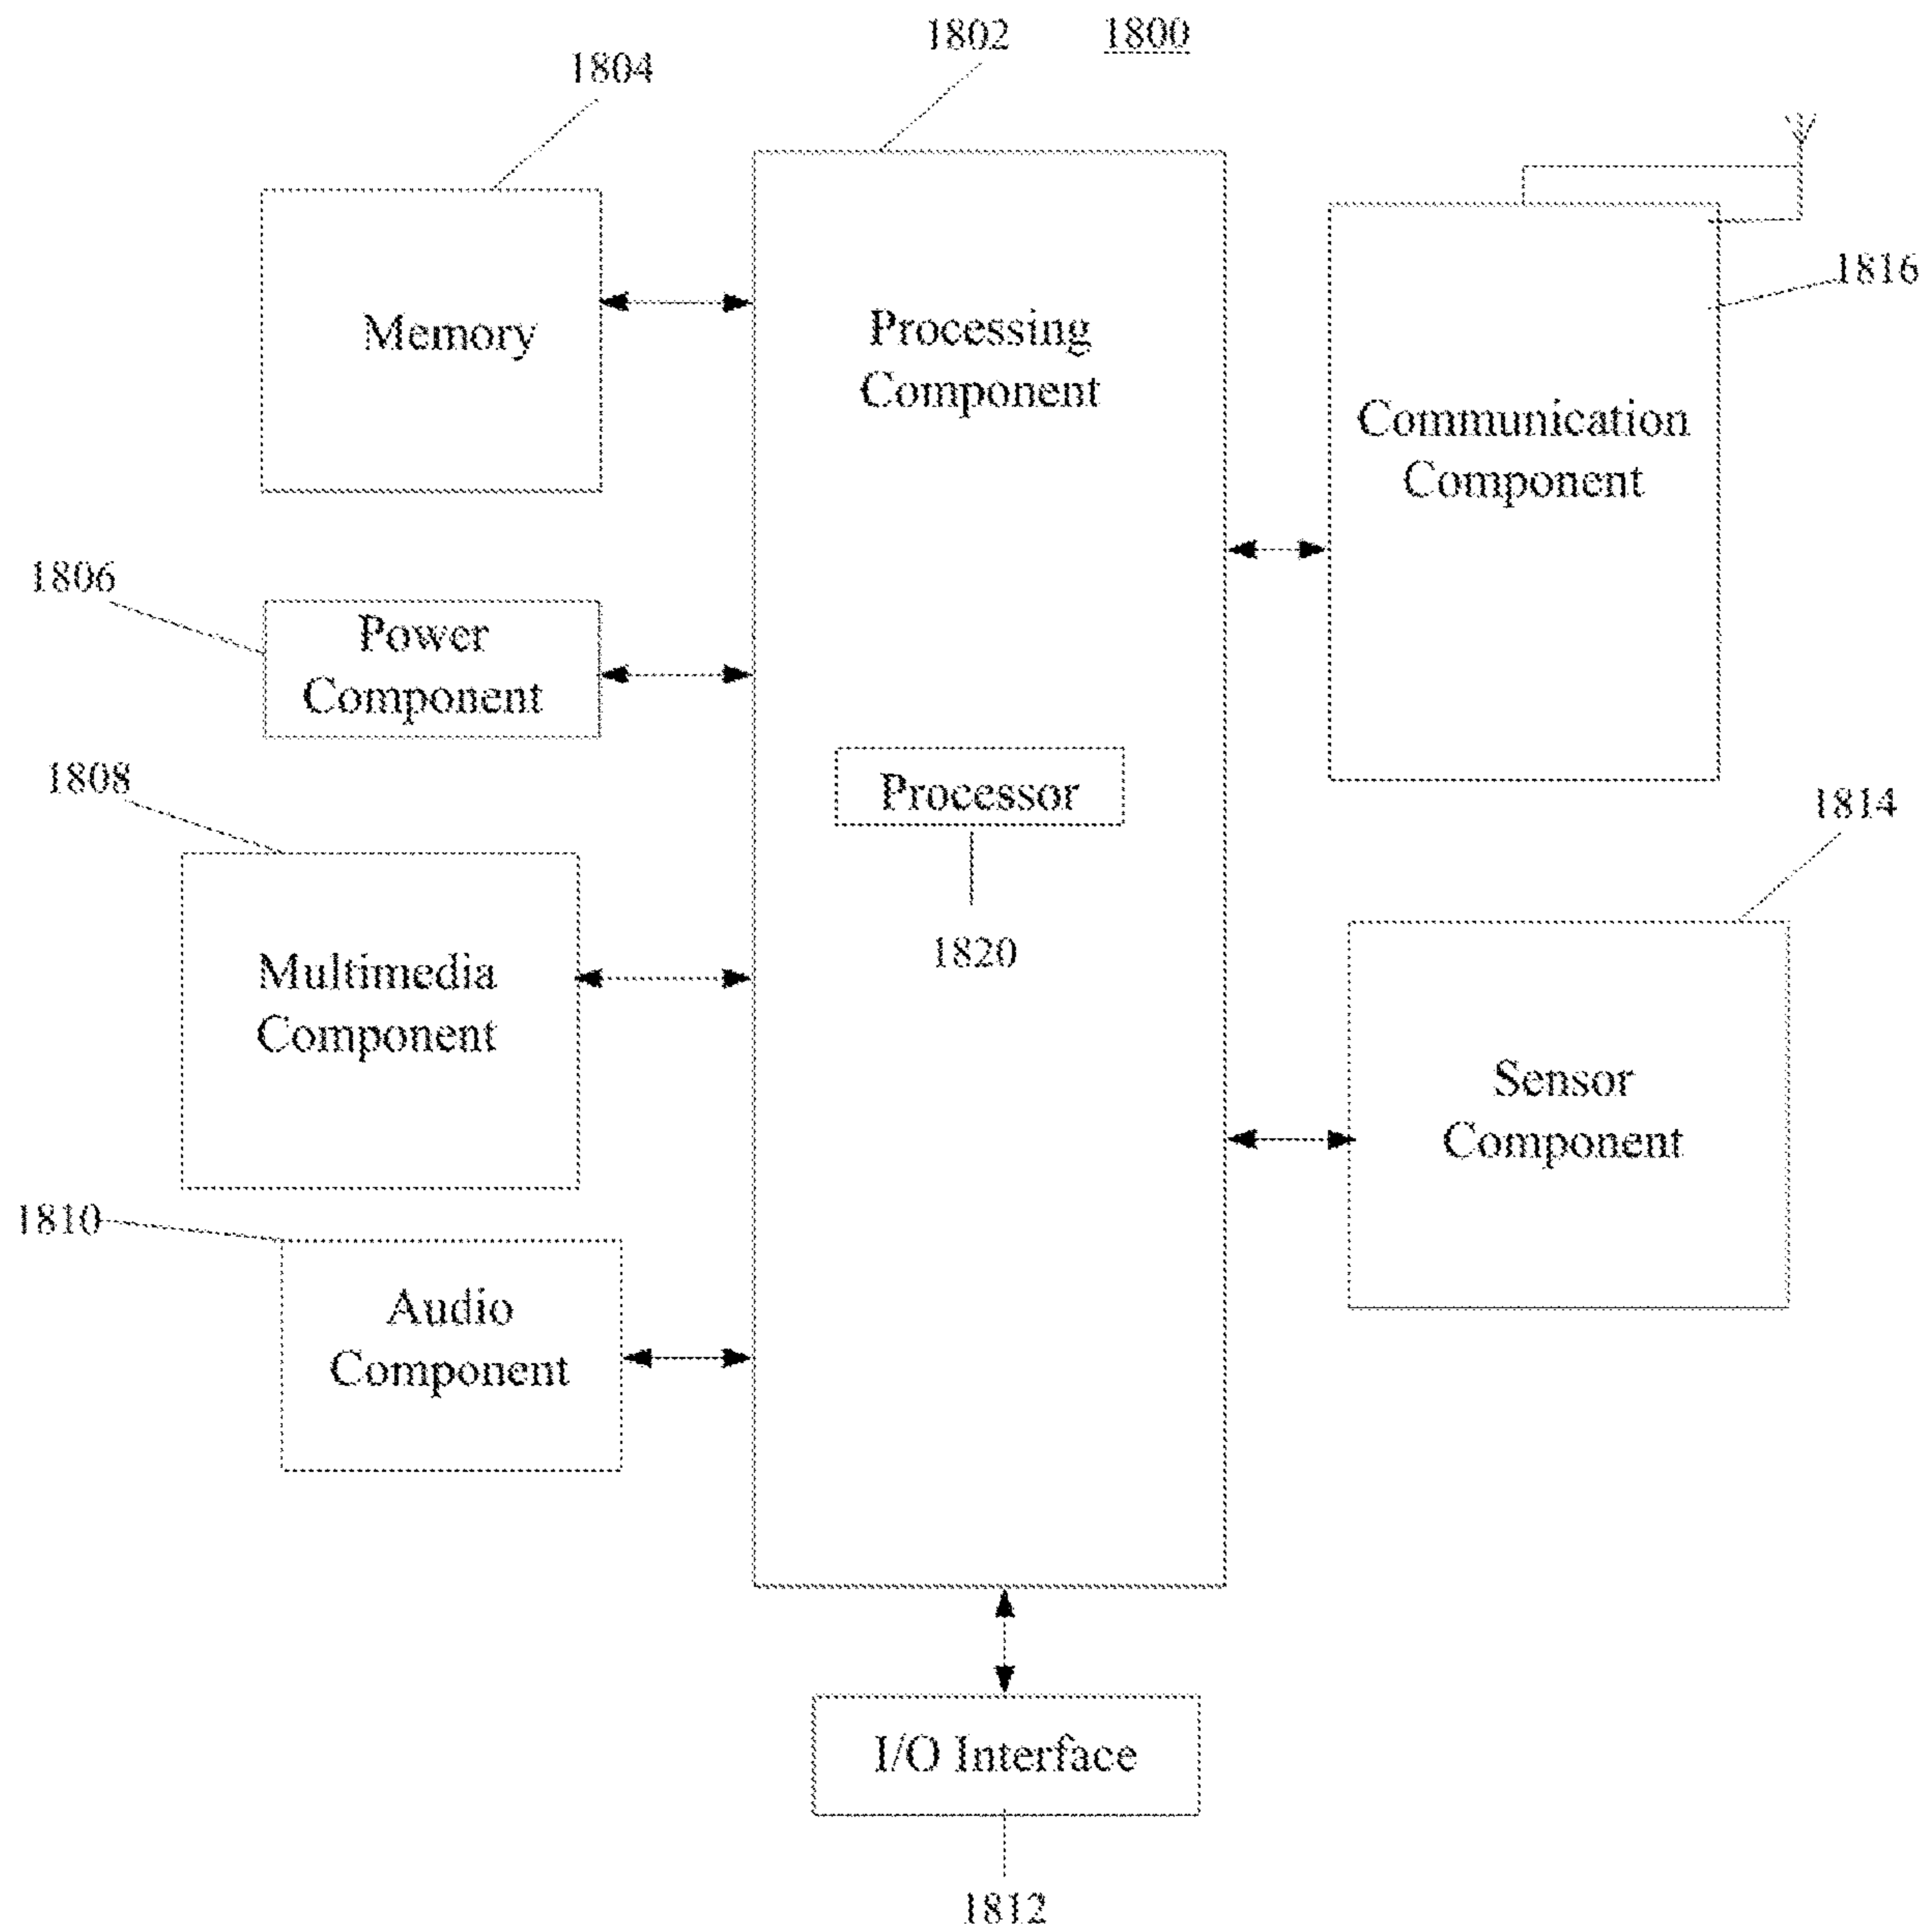 1802
1800
1804
Memory
Processing
Component
1816
Communication
Component
1806
Power
Component
1808
Processor
1814
1820
Multimedia
Component
Sensor
Component
1810
Audio
Component
I/O Interface
1812